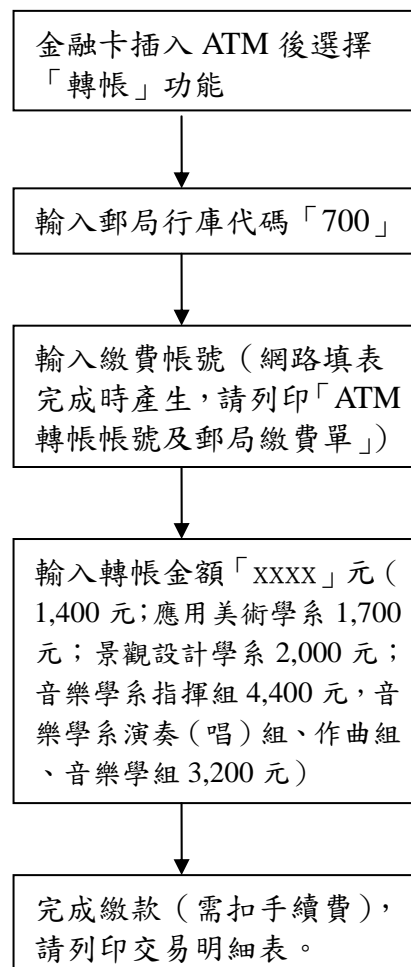 金融卡插入 ATM 後選擇
「轉帳」功能
輸入郵局行庫代碼「700」
輸入繳費帳號（網路填表
完成時產生，請列印「ATM
轉帳帳號及郵局繳費單」）
輸入轉帳金額「XXXX」元（
1,400 元；應用美術學系 1,700
元；景觀設計學系 2,000 元；
音樂學系指揮組 4,400 元，音
樂學系演奏（唱）組、作曲組
、音樂學組 3,200 元）
完成繳款（需扣手續費），
請列印交易明細表。